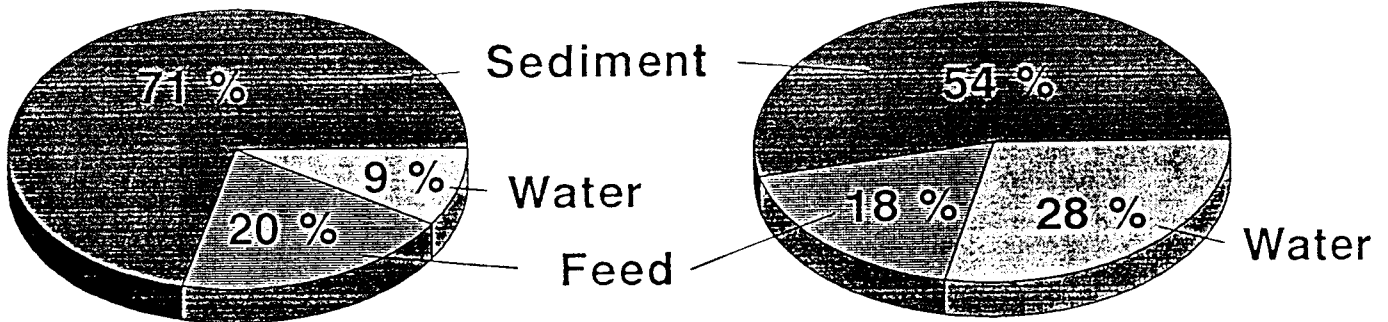 71 %
Sediment
54 %
9 %
Water
20 %
Feed
18 %
28 %
Water